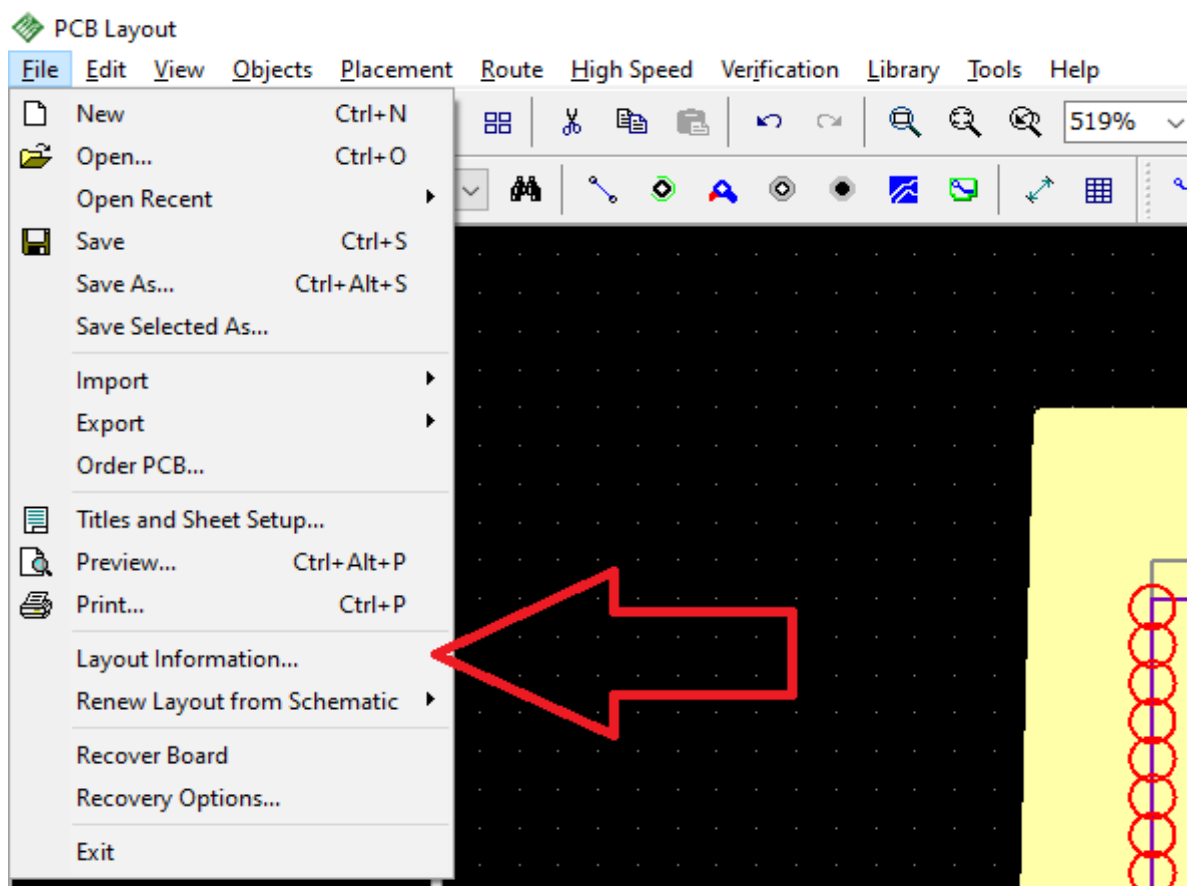 PCB Layout
File Edit View Objects Placement Route High Speed Verification Library Tools Help
New Ctrl+N
519%
Open... Ctrl+O
Open Recent
Save Ctrl+S
Save As... Ctrl+Alt+S
Save Selected As...
Import
Export
Order PCB...
Titles and Sheet Setup...
Preview... Ctrl+Alt+P
Print... Ctrl+P
Layout Information...
Renew Layout from Schematic
Recover Board
Recovery Options...
Exit